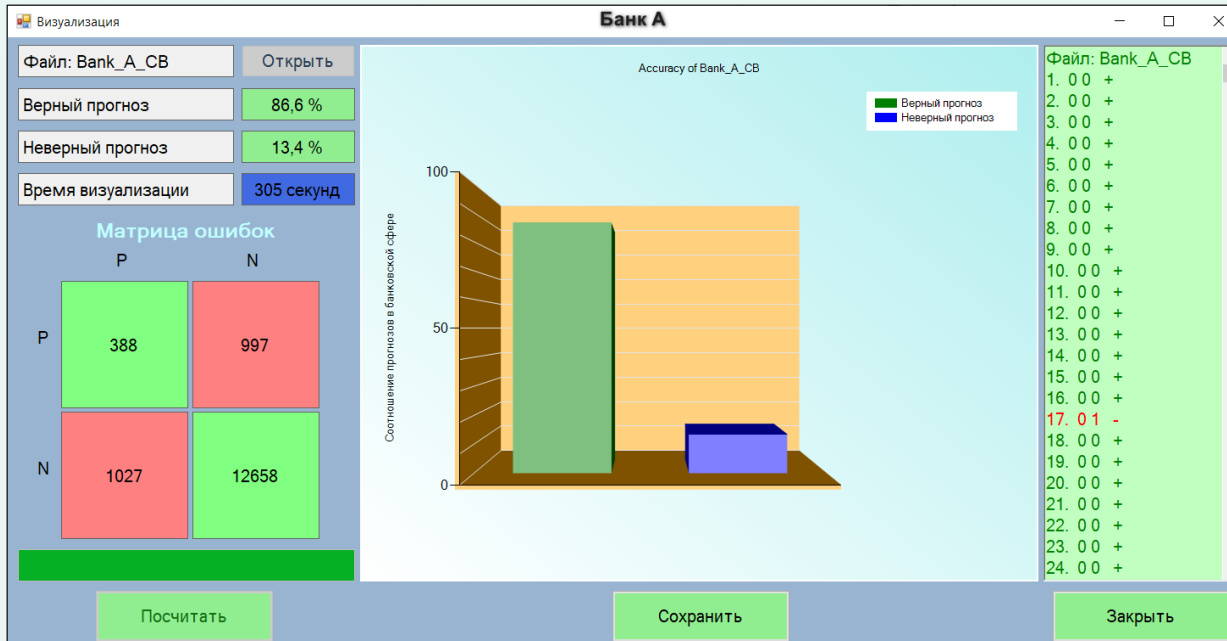 Визуализация
Банк А
Файл: Bank_A_CB
Открыть
Верный прогноз
86,6 %
Неверный прогноз
13,4 %
Время визуализации
305 секунд
Матрица ошибок
P
N
P
388
997
N
1027
12658
Посчитать
Accuracy of Bank_A_CB
Верный прогноз
Неверный прогноз
Соотношение прогнозов в банковской сфере
100
50
0
Сохранить
Файл: Bank_A_CB
1. 0 0 +
2. 0 0 +
3. 0 0 +
4. 0 0 +
5. 0 0 +
6. 0 0 +
7. 0 0 +
8. 0 0 +
9. 0 0 +
10. 0 0 +
11. 0 0 +
12. 0 0 +
13. 0 0 +
14. 0 0 +
15. 0 0 +
16. 0 0 +
17. 0 1 -
18. 0 0 +
19. 0 0 +
20. 0 0 +
21. 0 0 +
22. 0 0 +
23. 0 0 +
24. 0 0 +
Закрыть